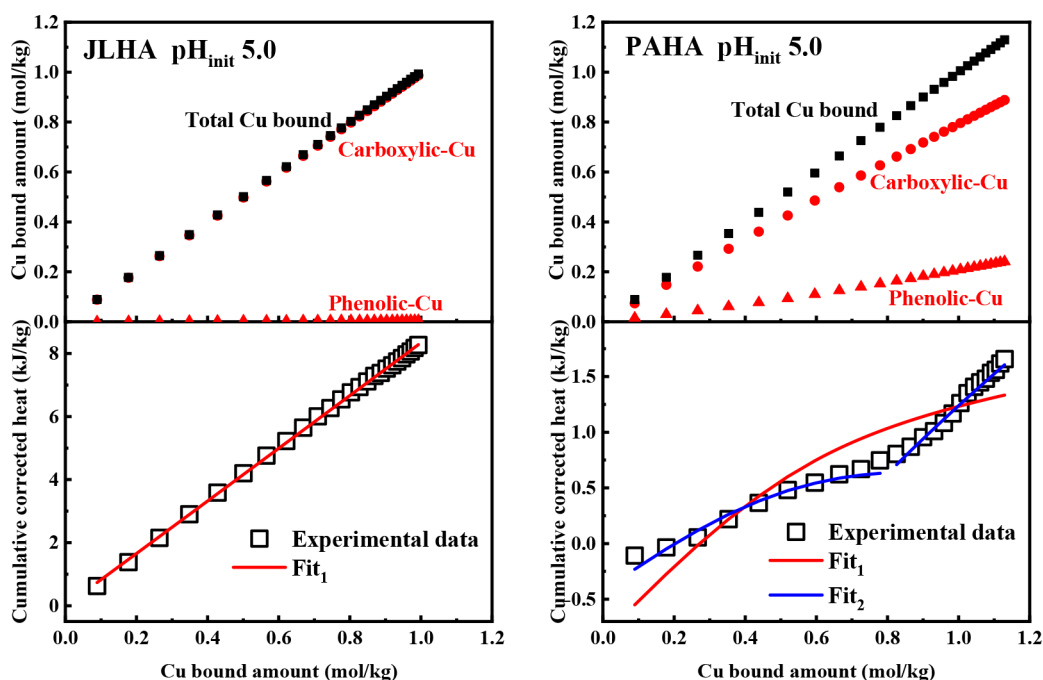 Cu bound amount (mol/kg)
1.2
1.0
0.8
0.6
0.4
0.2
0.0
JLHA pH_init 5.0
Total Cu bound
Carboxylic-Cu
Phenolic-Cu
Cu bound amount (mol/kg)
1.2
1.0
0.8
0.6
0.4
0.2
0.0
PAHA pH_init 5.0
Total Cu bound
Carboxylic-Cu
Phenolic-Cu
Cumulative corrected heat (kJ/kg)
8
6
4
2
0
Experimental data
Fit₁
0.0 0.2 0.4 0.6 0.8 1.0 1.2
Cu bound amount (mol/kg)
Cumulative corrected heat (kJ/kg)
1.5
1.0
0.5
0.0
−0.5
Experimental data
Fit₁
Fit₂
0.0 0.2 0.4 0.6 0.8 1.0 1.2
Cu bound amount (mol/kg)